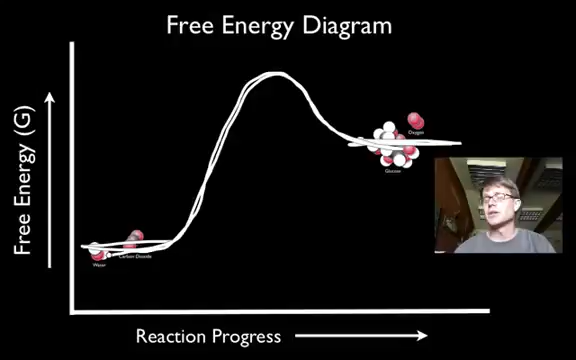 Free Energy Diagram
Free Energy (G)
Oxygen
Glucose
Water
Carbon Dioxide
Reaction Progress